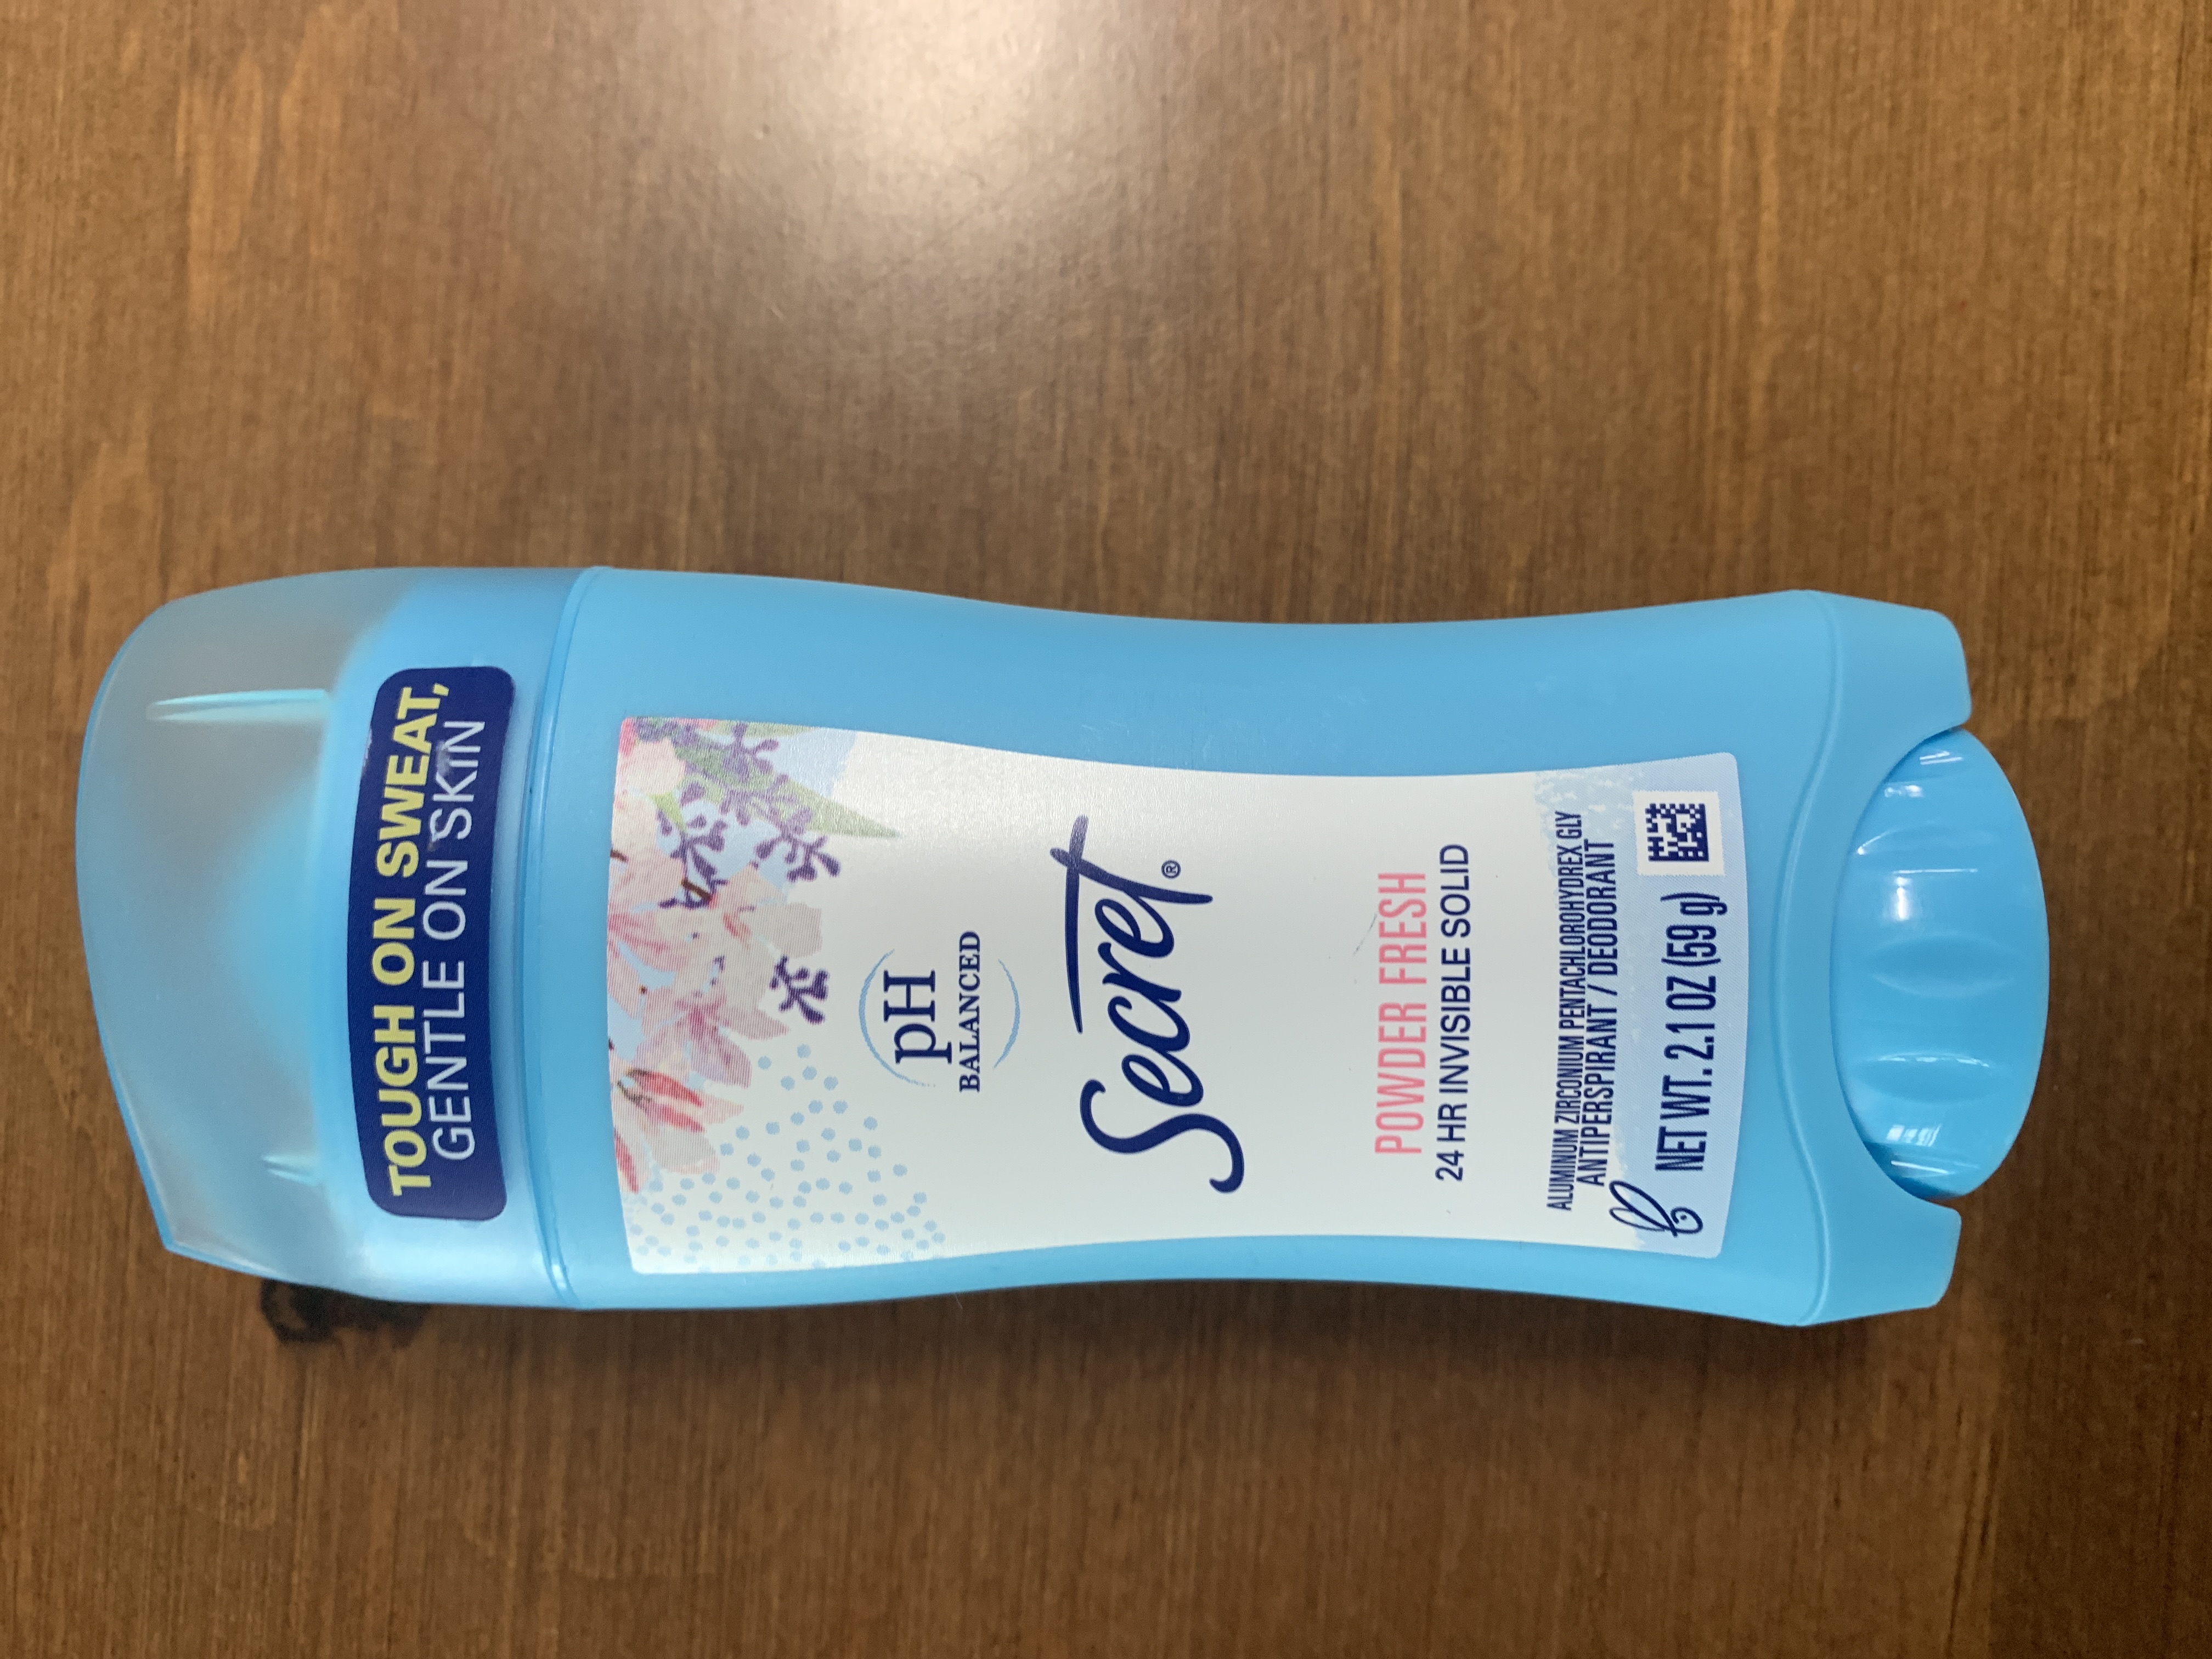 TOUGH ON SWEAT,
GENTLE ON SKIN
pH
BALANCED
Secret®
POWDER FRESH
24 HR INVISIBLE SOLID
ALUMINUM ZIRCONIUM PENTACHLOROHYDREX GLY
ANTIPERSPIRANT / DEODORANT
NET WT. 2.1 OZ (59 g)